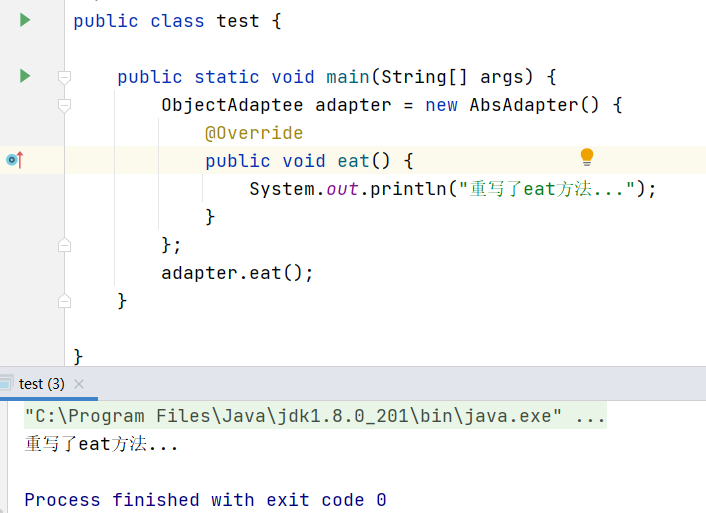 public class test {
public static void main(String[] args) {
ObjectAdaptee adapter = new AbsAdapter() {
@Override
public void eat() {
System.out.println("重写了eat方法...");
}
};
adapter.eat();
}
}
test (3)
"C:\Program Files\Java\jdk1.8.0_201\bin\java.exe" ...
重写了eat方法...
Process finished with exit code 0